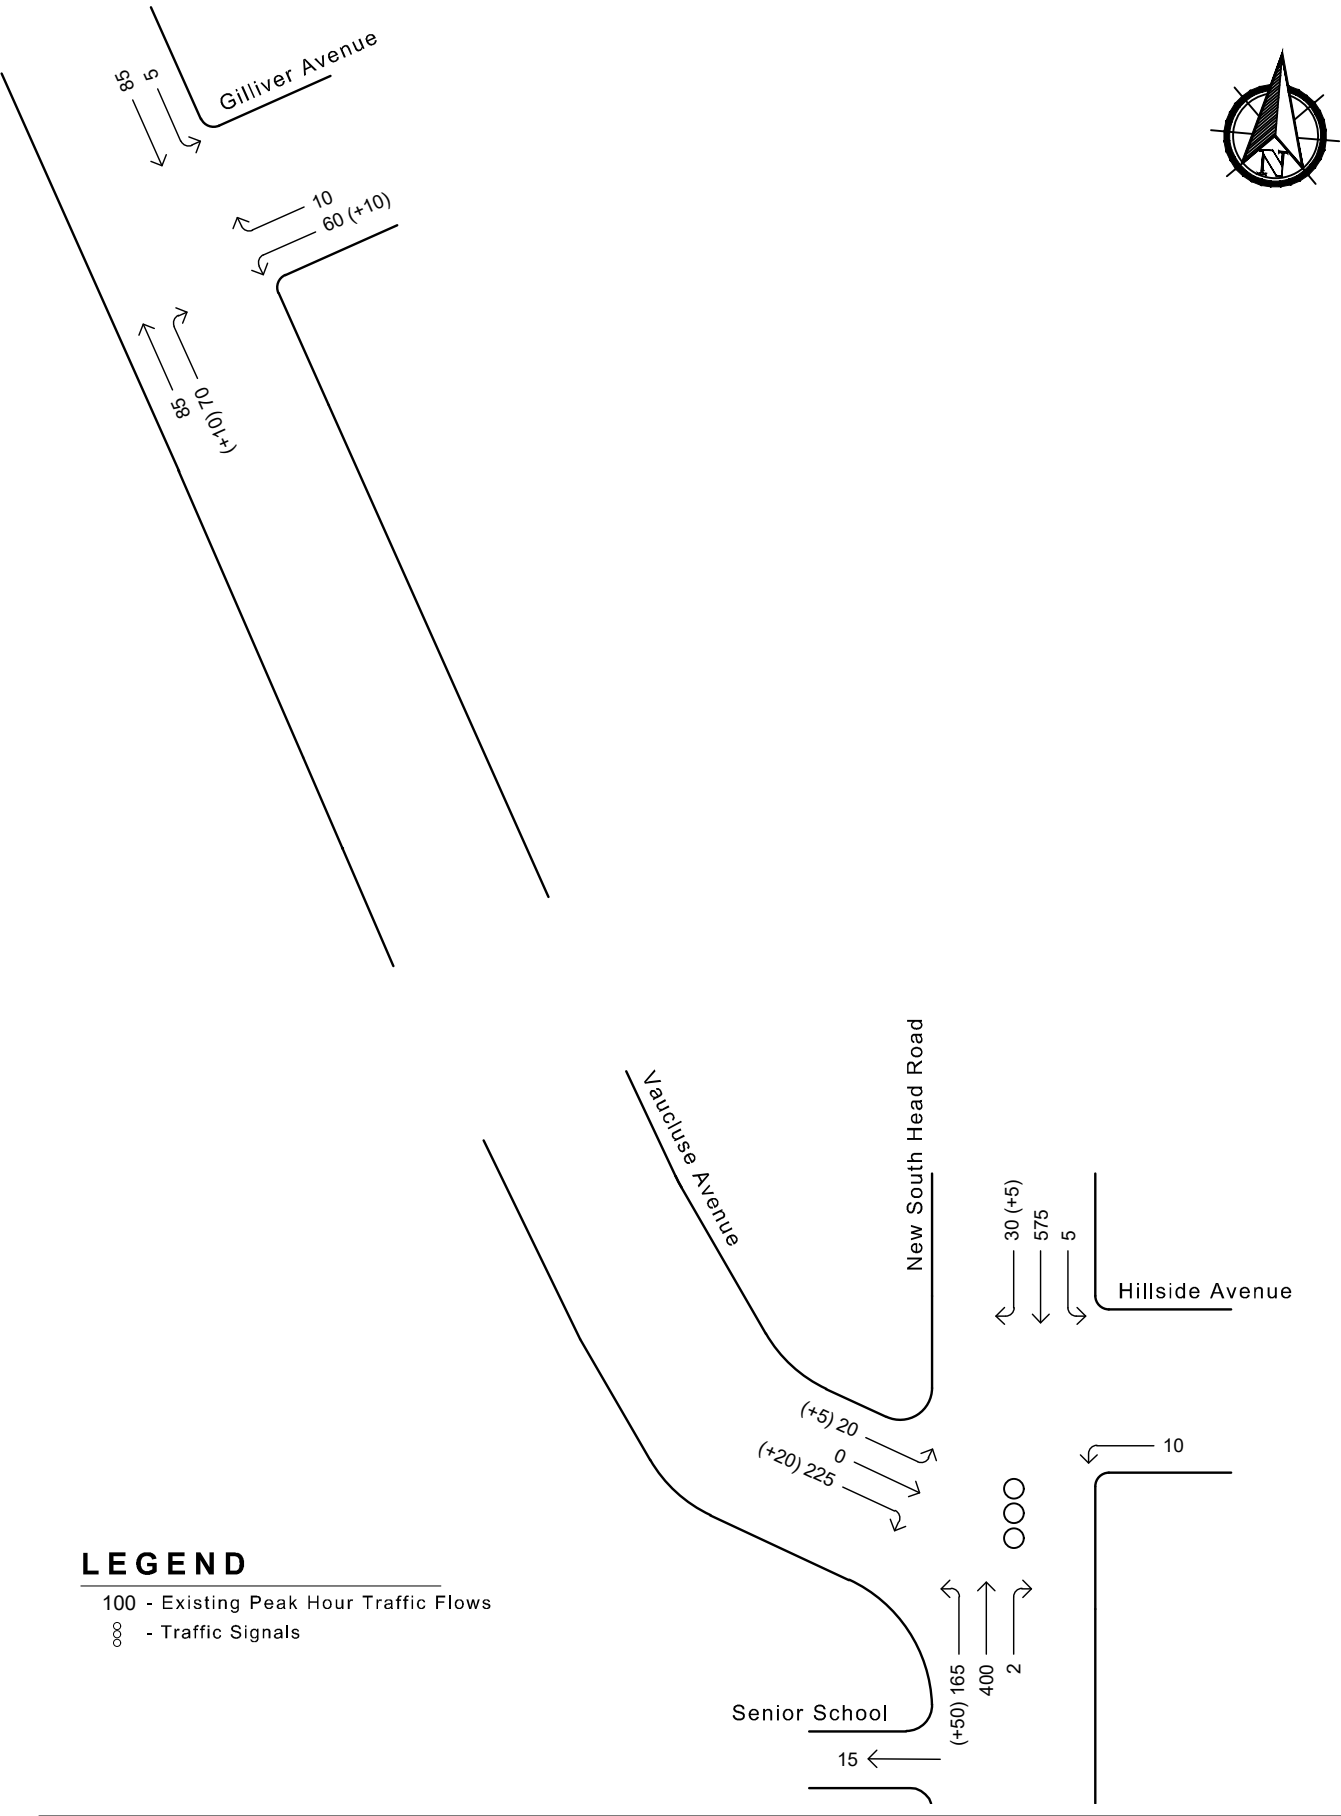 Gilliver Avenue
85
5
N
10
60 (+10)
85
(+10) 70
Vaucluse Avenue
New South Head Road
30 (+5)
575
5
Hillside Avenue
(+5) 20
0
(+20) 225
10
LEGEND
100 - Existing Peak Hour Traffic Flows
- Traffic Signals
(+50) 165
400
2
Senior School
15